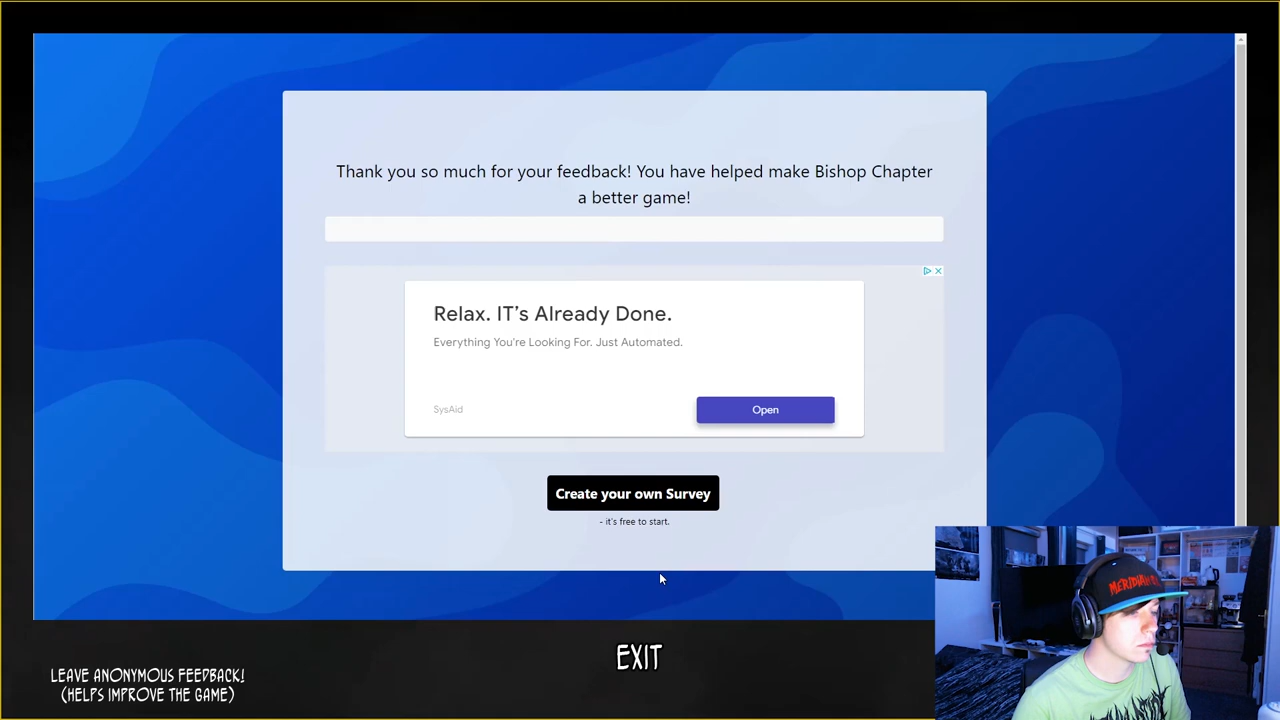 Thank you so much for your feedback! You have helped make Bishop Chapter
a better game!
Relax. IT’s Already Done.
Everything You're Looking For. Just Automated.
SysAid
Open
Create your own Survey
- it's free to start.
EXIT
LEAVE ANONYMOUS FEEDBACK!
(HELPS IMPROVE THE GAME)